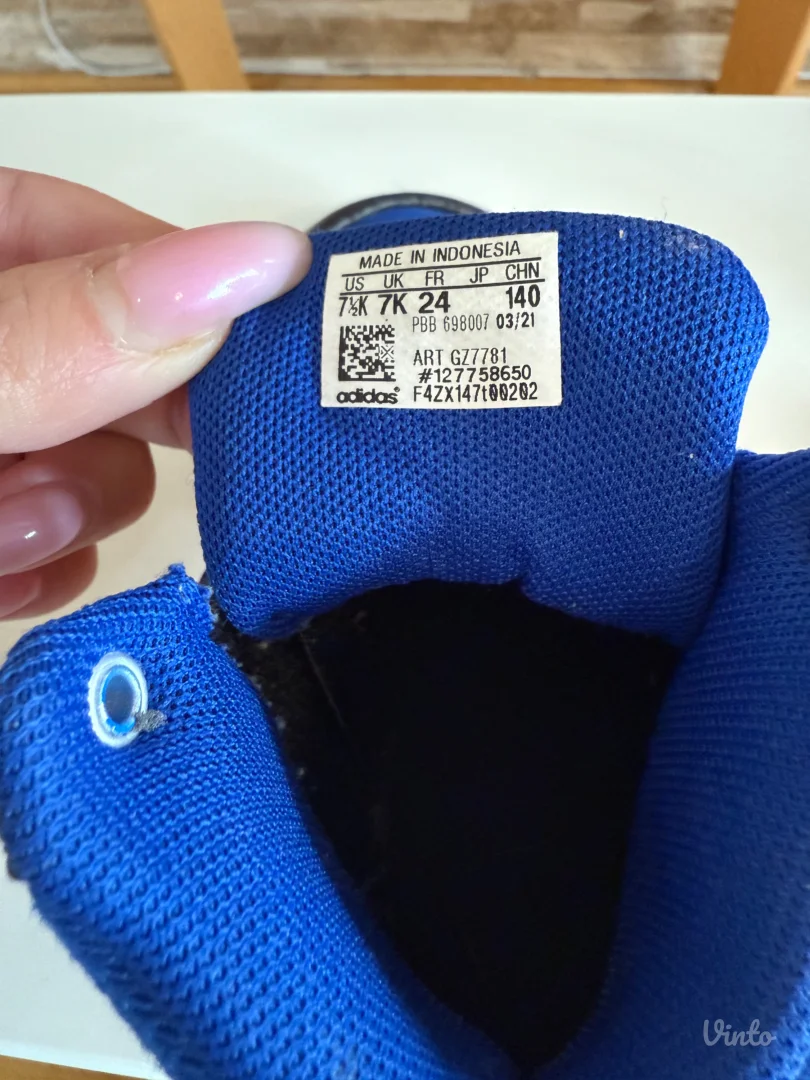 MADE IN INDONESIA
US UK FR JP CHN
7½K 7K 24 140
PBB 698007 03/21
ART GZ7781
#127758650
adidas® F4ZX147t00202
Vinto